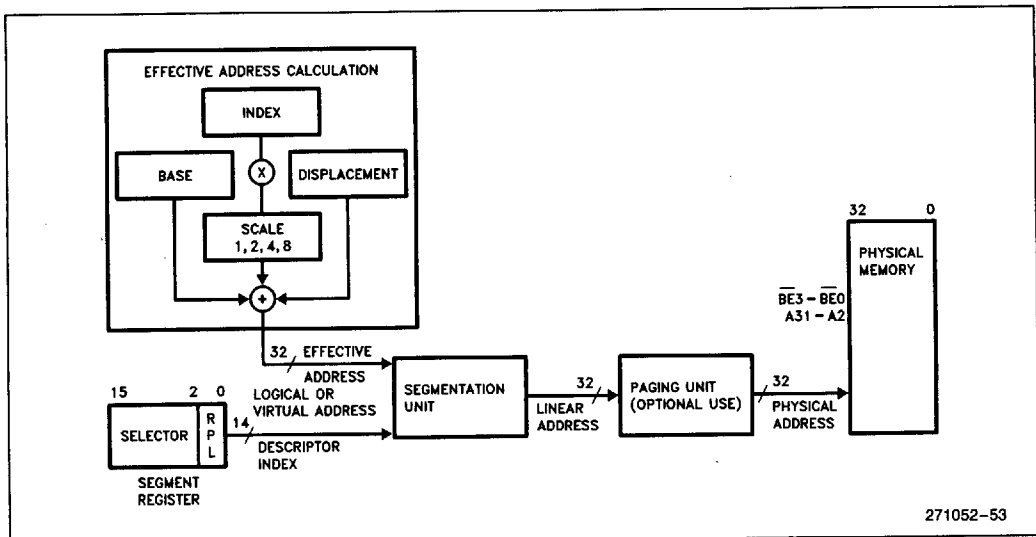 EFFECTIVE ADDRESS CALCULATION
INDEX
BASE
X
DISPLACEMENT
SCALE
1, 2, 4, 8
+
32 EFFECTIVE
ADDRESS
LOGICAL OR
VIRTUAL ADDRESS
15 2 0
SELECTOR
R
P
L
14
DESCRIPTOR
INDEX
SEGMENT
REGISTER
SEGMENTATION
UNIT
32
LINEAR
ADDRESS
PAGING UNIT
(OPTIONAL USE)
32
PHYSICAL
ADDRESS
32 0
PHYSICAL
MEMORY
B̅E̅3 – B̅E̅0̅
A31 – A2
271052–53